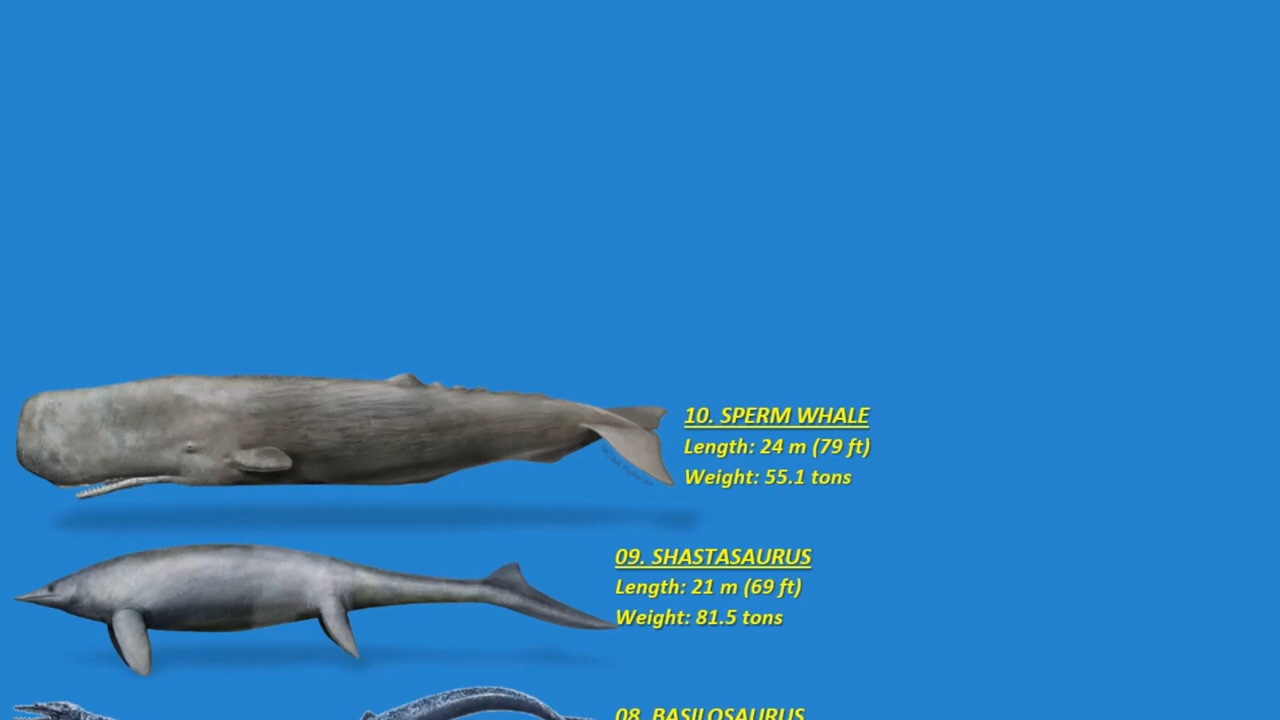 10. SPERM WHALE
Length: 24 m (79 ft)
Weight: 55.1 tons
09. SHASTASAURUS
Length: 21 m (69 ft)
Weight: 81.5 tons
08. BASILOSAURUS